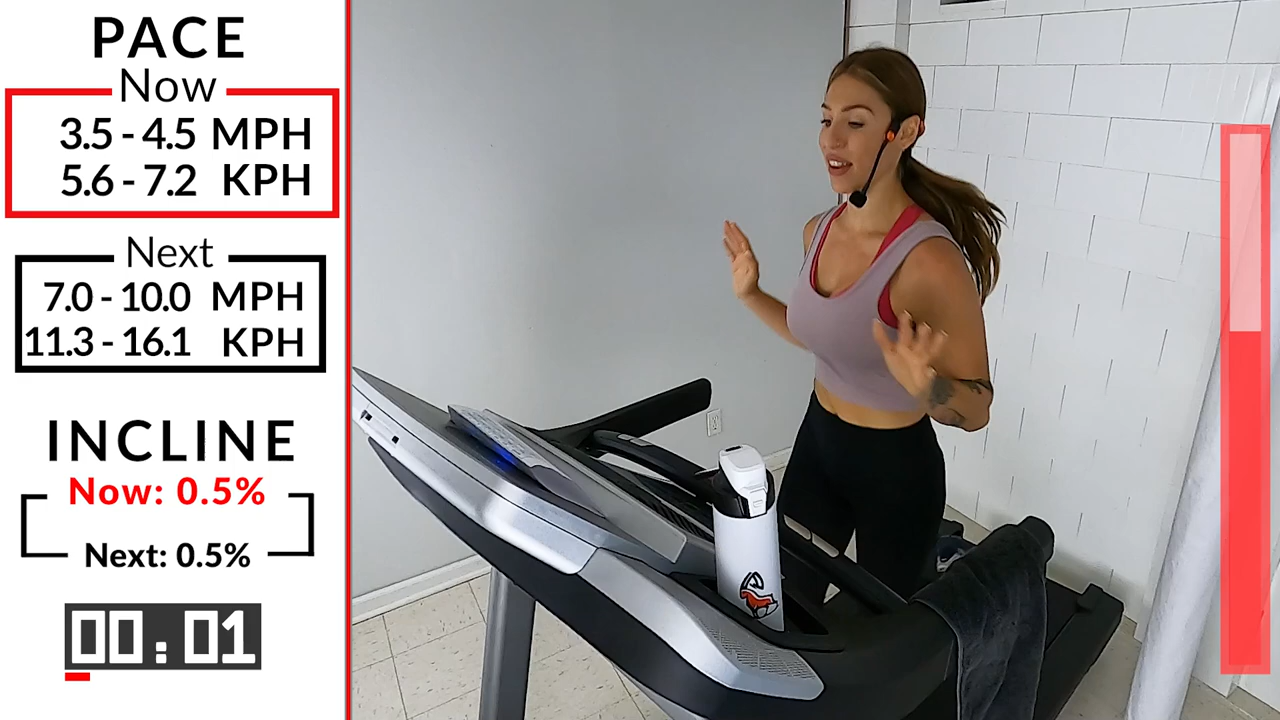 PACE
Now
3.5 - 4.5 MPH
5.6 - 7.2 KPH
Next
7.0 - 10.0 MPH
11.3 - 16.1 KPH
INCLINE
Now: 0.5%
Next: 0.5%
00:01